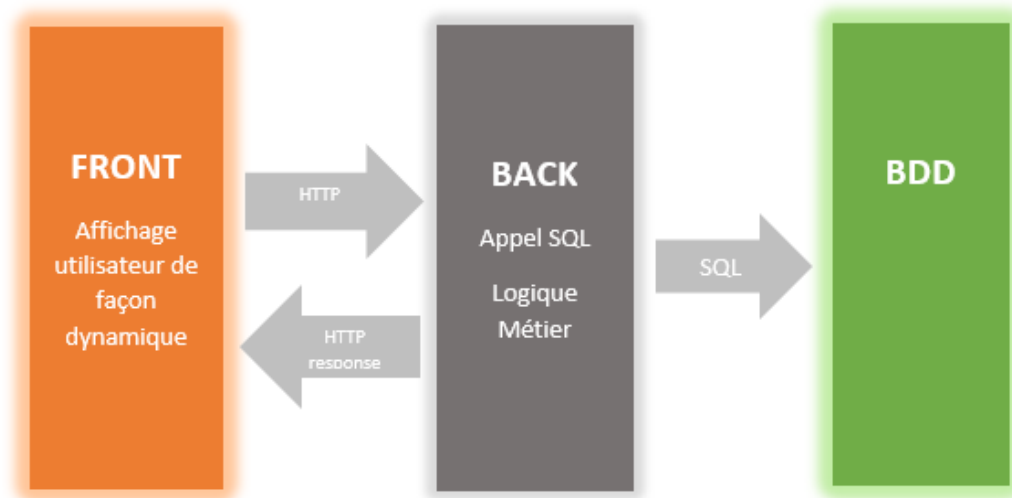 FRONT
Affichage
utilisateur de
façon
dynamique
HTTP
HTTP
response
BACK
Appel SQL
Logique
Métier
SQL
BDD